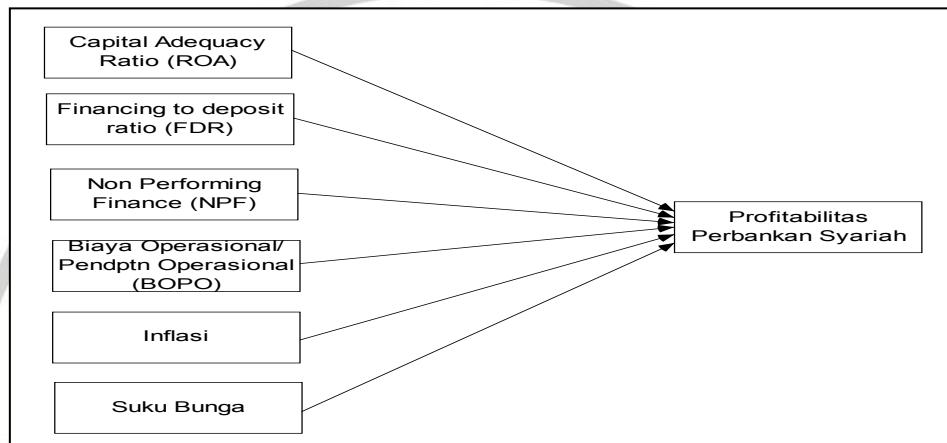 Capital Adequacy
Ratio (ROA)
Financing to deposit
ratio (FDR)
Non Performing
Finance (NPF)
Biaya Operasional/
Pendptn Operasional
(BOPO)
Inflasi
Suku Bunga
Profitabilitas
Perbankan Syariah